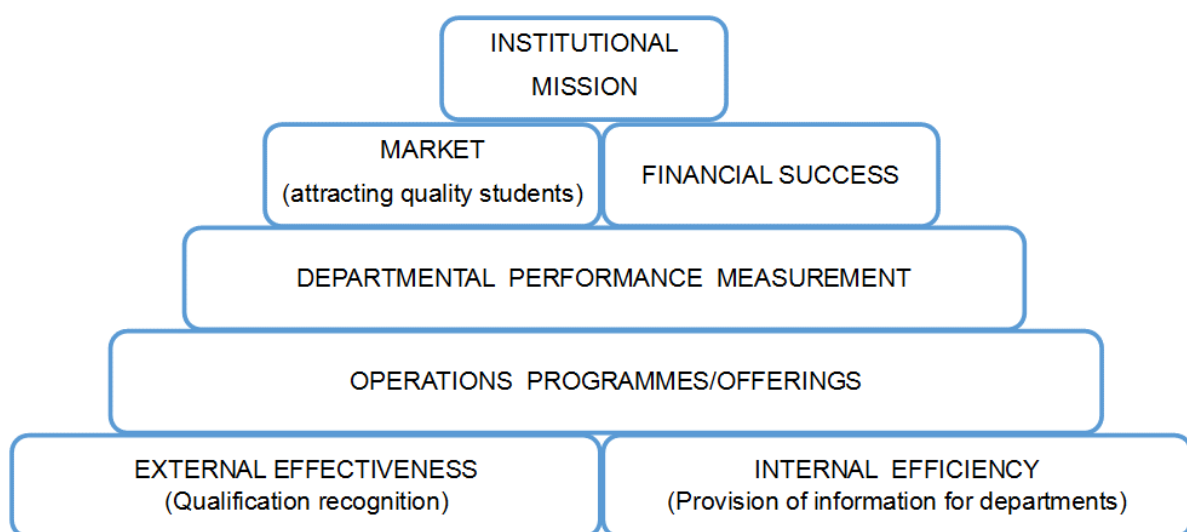 INSTITUTIONAL
MISSION
MARKET
(attracting quality students)
FINANCIAL SUCCESS
DEPARTMENTAL PERFORMANCE MEASUREMENT
OPERATIONS PROGRAMMES/OFFERINGS
EXTERNAL EFFECTIVENESS
(Qualification recognition)
INTERNAL EFFICIENCY
(Provision of information for departments)